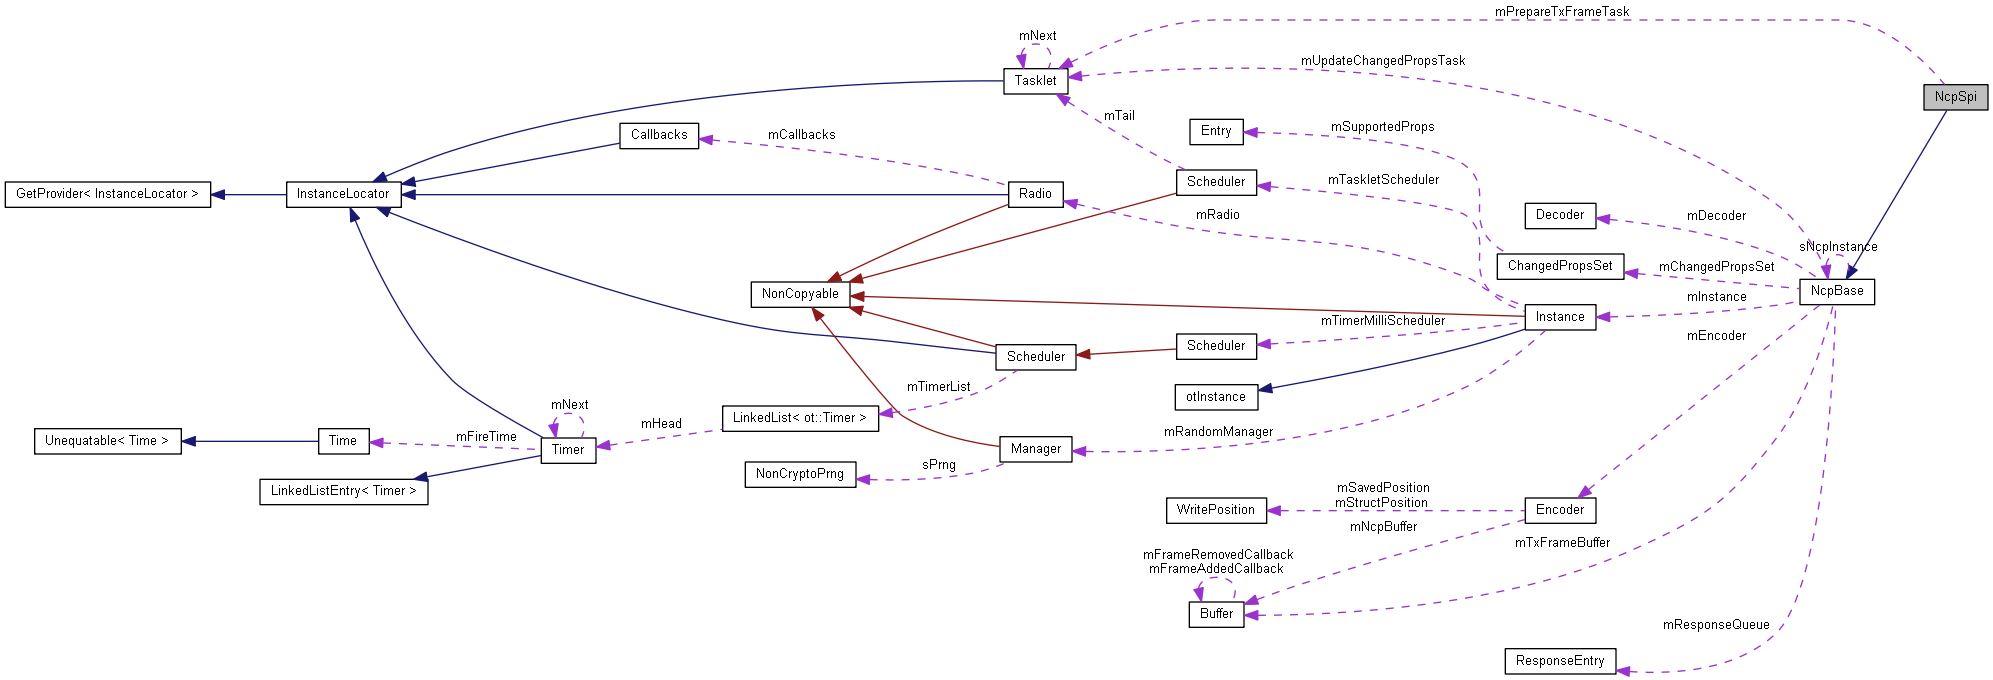 mPrepareTxFrameTask
mNext
mUpdateChangedPropsTask
Tasklet
NcpSpi
mTail
Callbacks
mCallbacks
Entry
mSupportedProps
GetProvider< InstanceLocator >
InstanceLocator
Radio
Scheduler
mTaskletScheduler
mRadio
Decoder
mDecoder
sNcpInstance
ChangedPropsSet
mChangedPropsSet
NonCopyable
NcpBase
mInstance
Instance
mTimerMilliScheduler
mEncoder
Scheduler
Scheduler
mTimerList
otInstance
mNext
LinkedList< ot::Timer >
mHead
mRandomManager
Unequatable< Time >
Time
mFireTime
Timer
Manager
sPrng
NonCryptoPrng
LinkedListEntry< Timer >
mSavedPosition
mStructPosition
WritePosition
Encoder
mNcpBuffer
mTxFrameBuffer
mFrameRemovedCallback
mFrameAddedCallback
Buffer
mResponseQueue
ResponseEntry